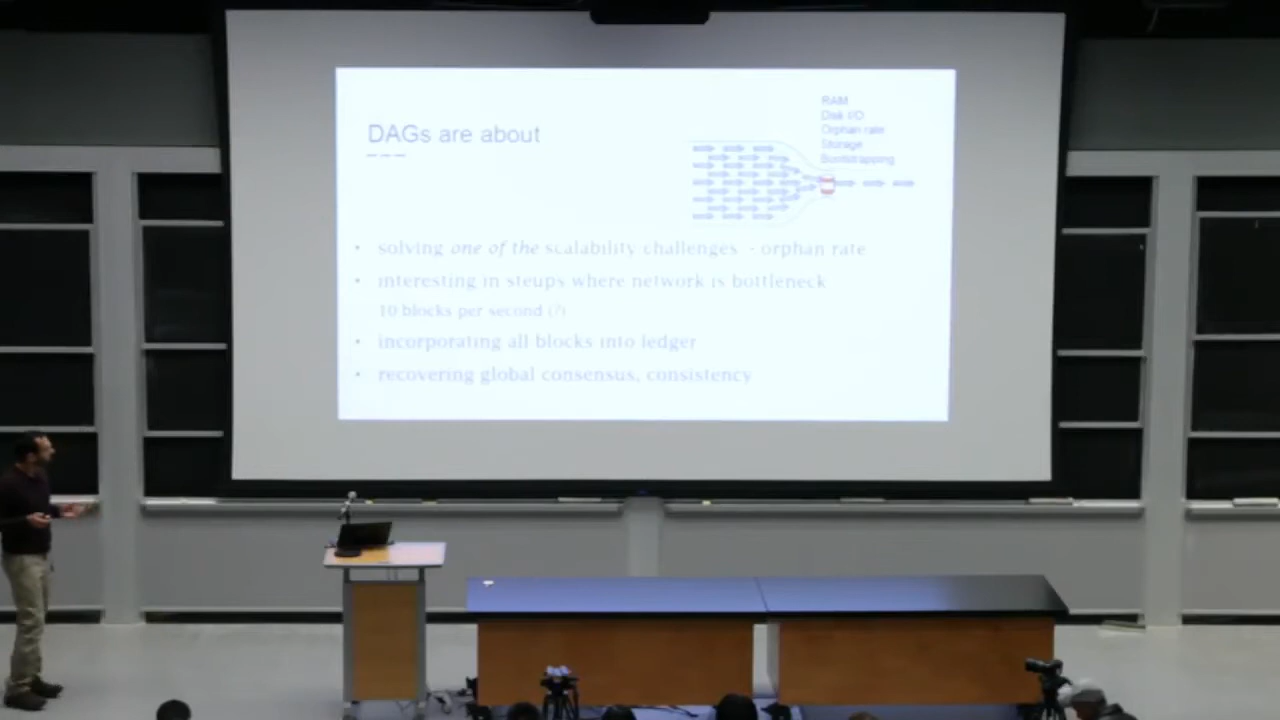 DAGs are about
RAM
Disk I/O
Orphan rate
Storage
Bootstrapping
• solving one of the scalability challenges - orphan rate
• interesting in steups where network is bottleneck
10 blocks per second (?)
• incorporating all blocks into ledger
• recovering global consensus, consistency